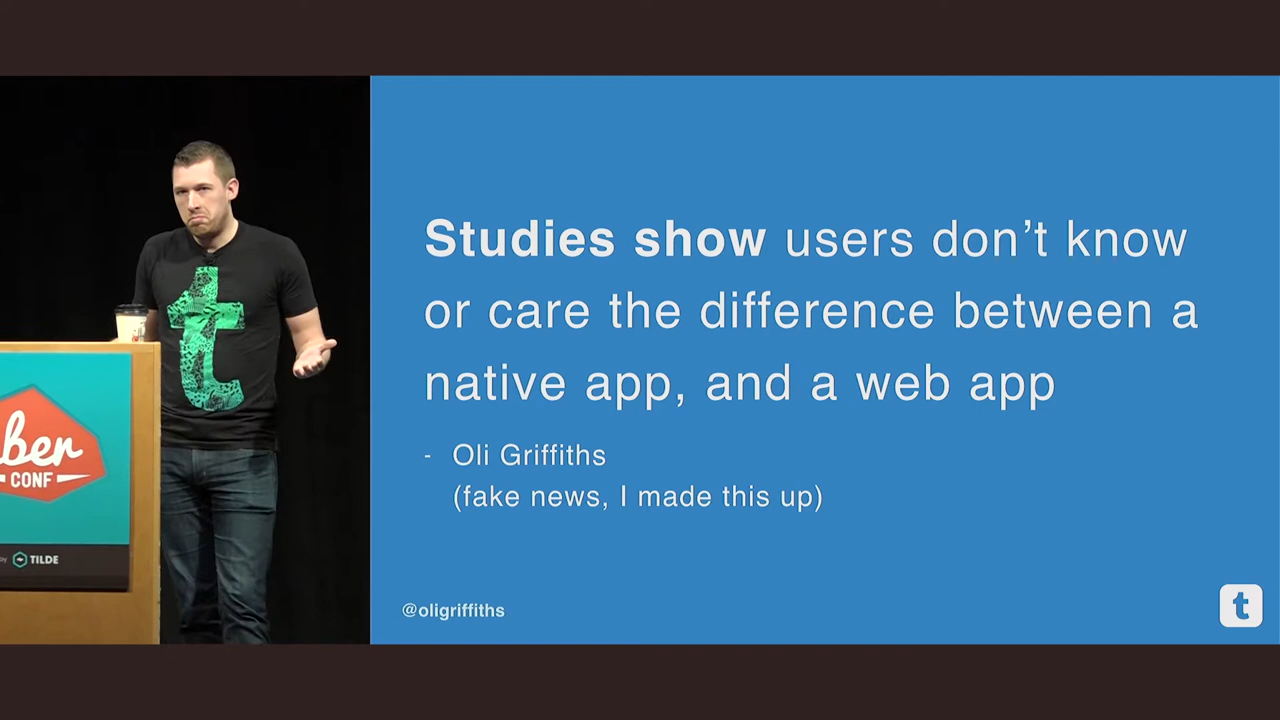 Studies show users don't know
or care the difference between a
native app, and a web app
- Oli Griffiths
(fake news, I made this up)
@oligriffiths
t
t
ber
CONF
by TILDE